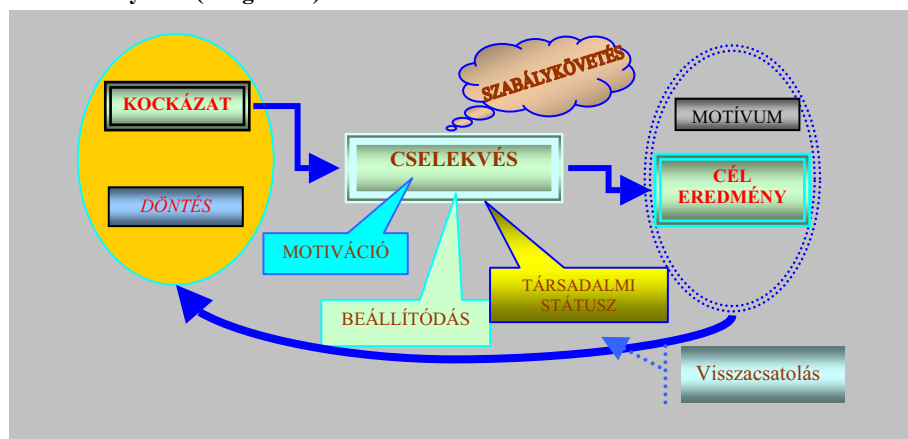 SZABÁLYKÖVETÉS
KOCKÁZAT
MOTÍVUM
CSELEKVÉS
CÉL
EREDMÉNY
DÖNTÉS
MOTIVÁCIÓ
TÁRSADALMI
STÁTUSZ
BEÁLLÍTÓDÁS
Visszacsatolás